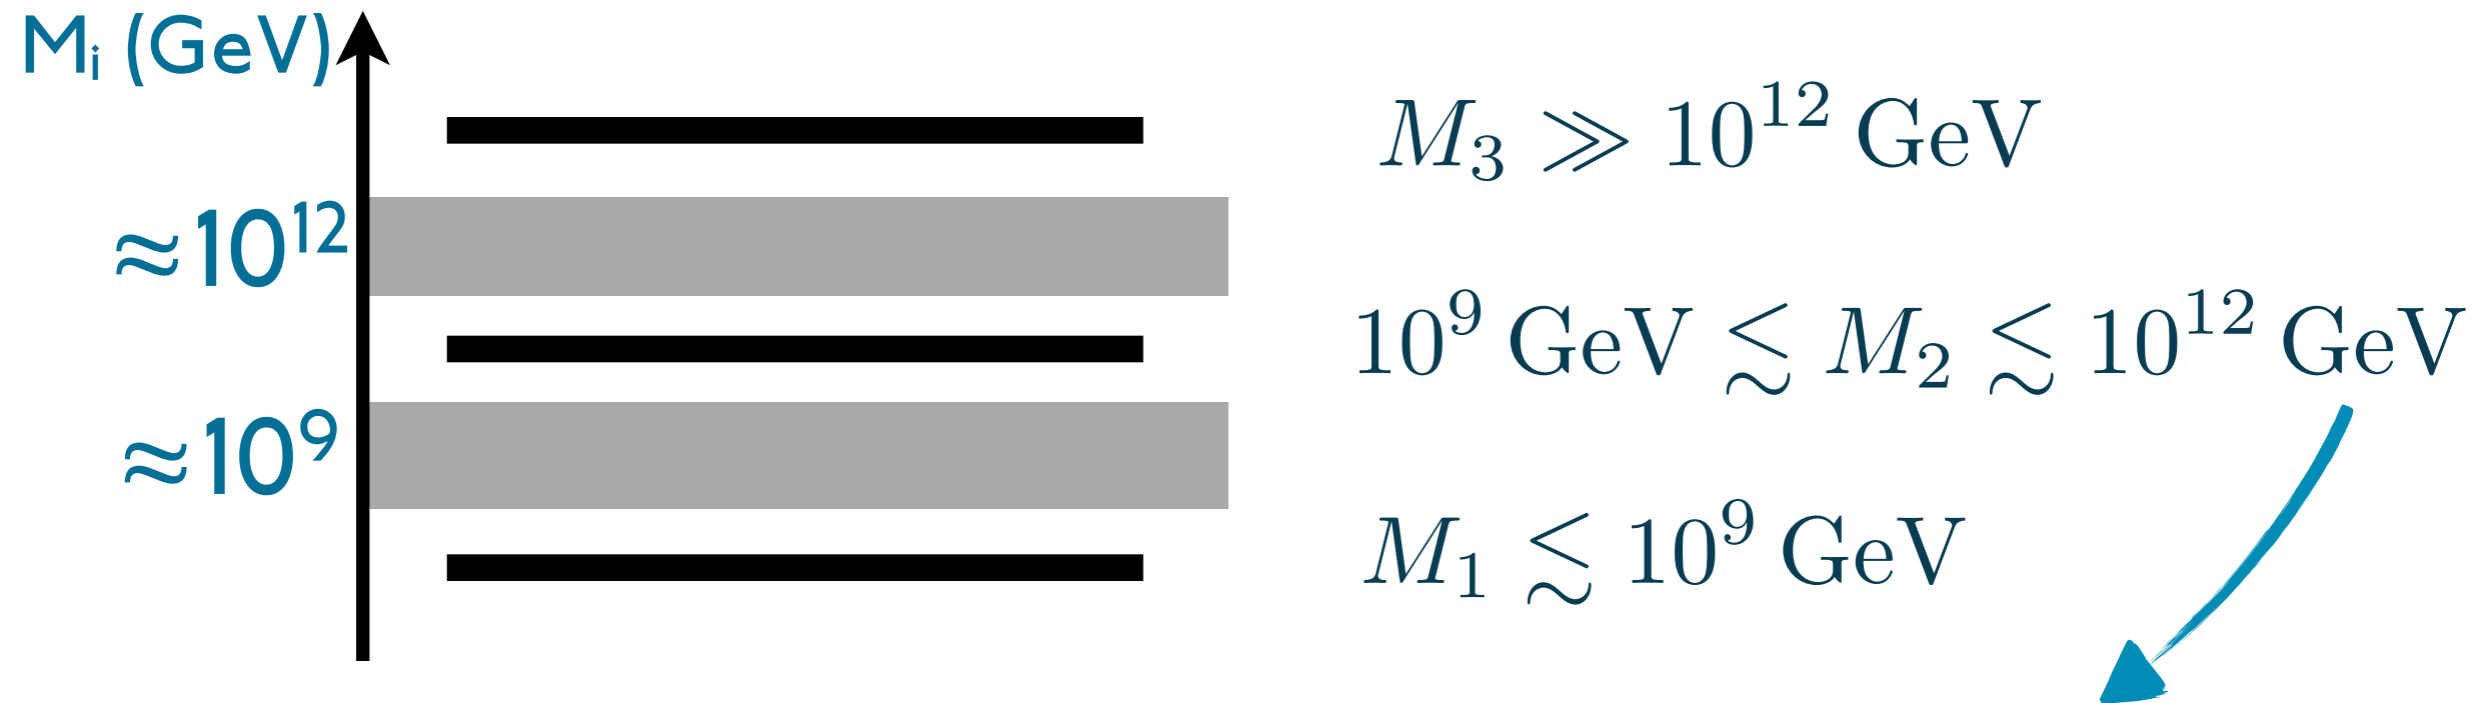 Mᵢ (GeV)
M₃ ≫ 10¹² GeV
≈10¹²
10⁹ GeV ≲ M₂ ≲ 10¹² GeV
≈10⁹
M₁ ≲ 10⁹ GeV